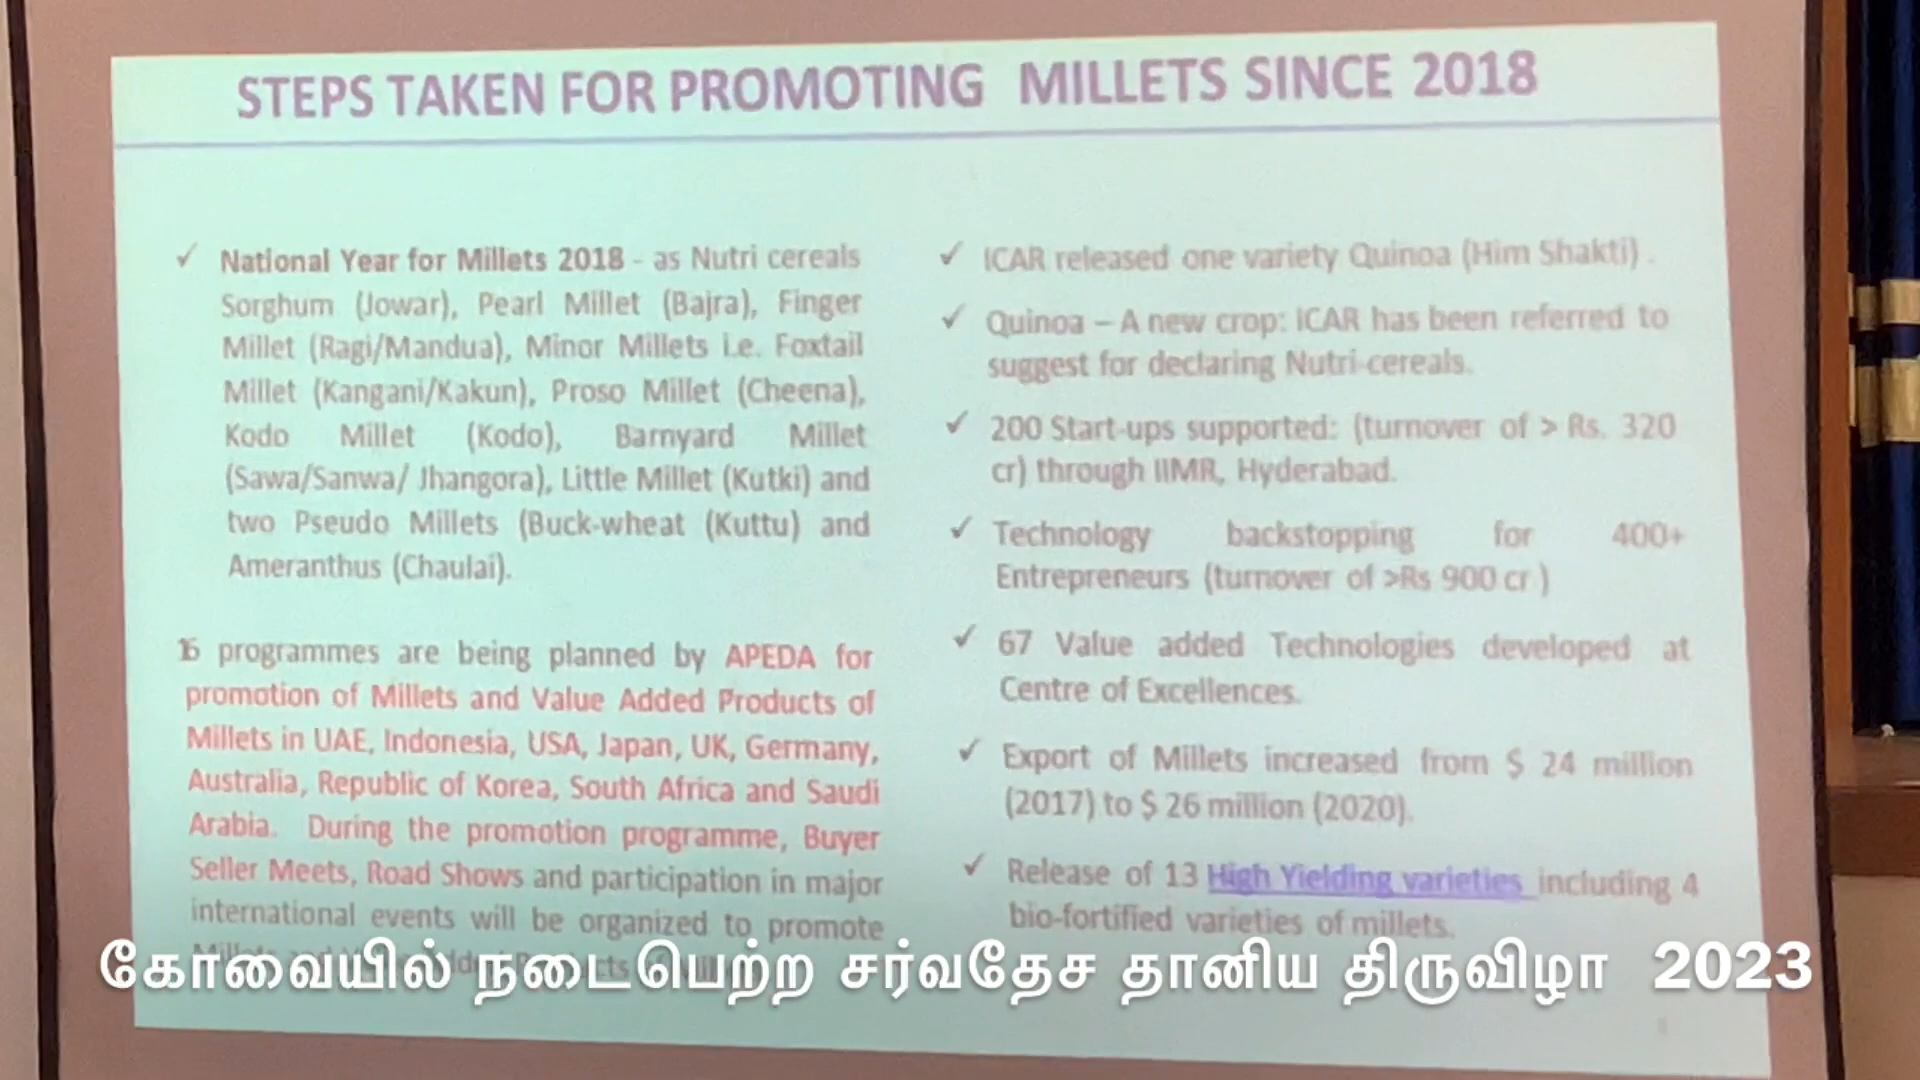 STEPS TAKEN FOR PROMOTING MILLETS SINCE 2018
✓ National Year for Millets 2018 - as Nutri cereals
Sorghum (Jowar), Pearl Millet (Bajra), Finger
Millet (Ragi/Mandua), Minor Millets i.e. Foxtail
Millet (Kangani/Kakun), Proso Millet (Cheena),
Kodo Millet (Kodo), Barnyard Millet
(Sawa/Sanwa/ Jhangora), Little Millet (Kutki) and
two Pseudo Millets (Buck-wheat (Kuttu) and
Ameranthus (Chaulai).
16 programmes are being planned by APEDA for
promotion of Millets and Value Added Products of
Millets in UAE, Indonesia, USA, Japan, UK, Germany,
Australia, Republic of Korea, South Africa and Saudi
Arabia. During the promotion programme, Buyer
Seller Meets, Road Shows and participation in major
international events will be organized to promote
✓ ICAR released one variety Quinoa (Him Shakti) .
✓ Quinoa – A new crop: ICAR has been referred to
suggest for declaring Nutri-cereals.
✓ 200 Start-ups supported: (turnover of > Rs. 320
cr) through IIMR, Hyderabad.
✓ Technology backstopping for 400+
Entrepreneurs (turnover of >Rs 900 cr )
✓ 67 Value added Technologies developed at
Centre of Excellences.
✓ Export of Millets increased from $ 24 million
(2017) to $ 26 million (2020).
✓ Release of 13 High Yielding varieties including 4
bio-fortified varieties of millets.
கோவையில் நடைபெற்ற சர்வதேச தானிய திருவிழா 2023